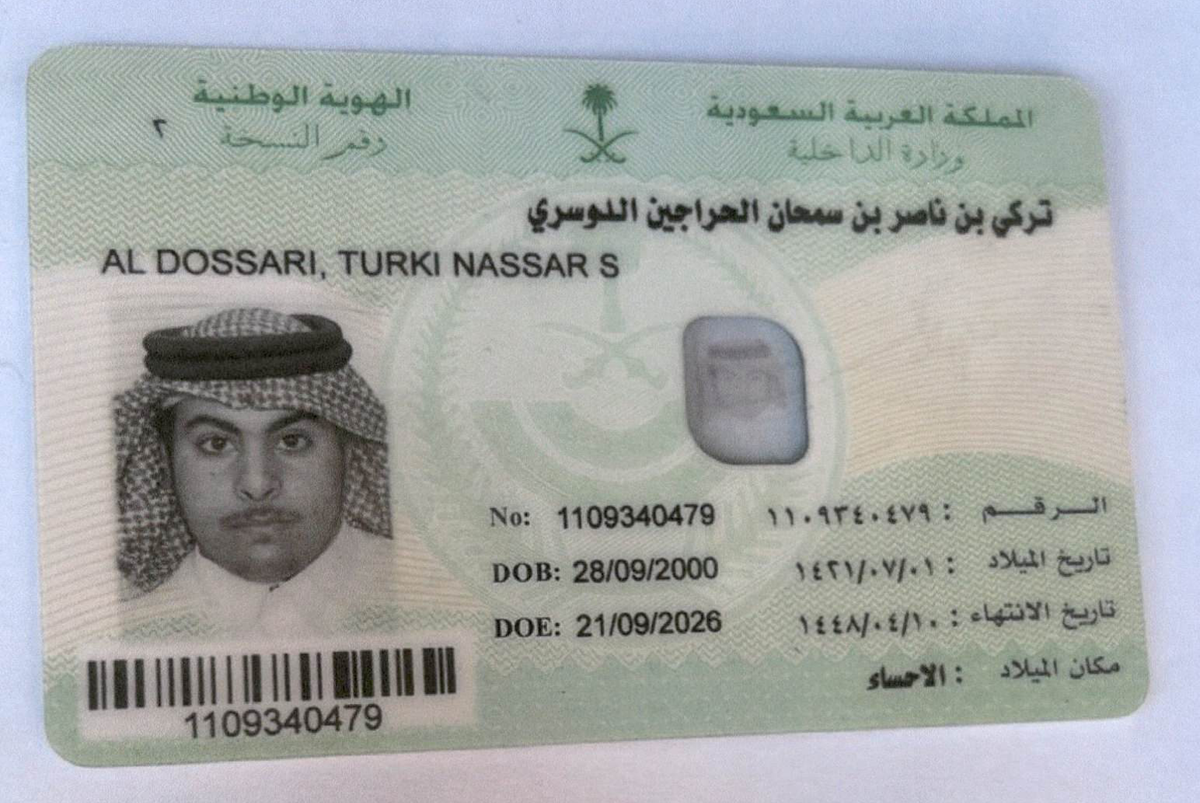 المملكة العربية السعودية
وزارة الداخلية
الهوية الوطنية
رقم النسخة ٢
تركي بن ناصر بن سمحان الحراجين الدوسري
AL DOSSARI, TURKI NASSAR S
الرقم : ١١٠٩٣٤٠٤٧٩ No: 1109340479
تاريخ الميلاد : ١٤٢١/٠٧/٠١ DOB: 28/09/2000
تاريخ الانتهاء : ١٤٤٨/٠٤/١٠ DOE: 21/09/2026
مكان الميلاد : الاحساء
1109340479